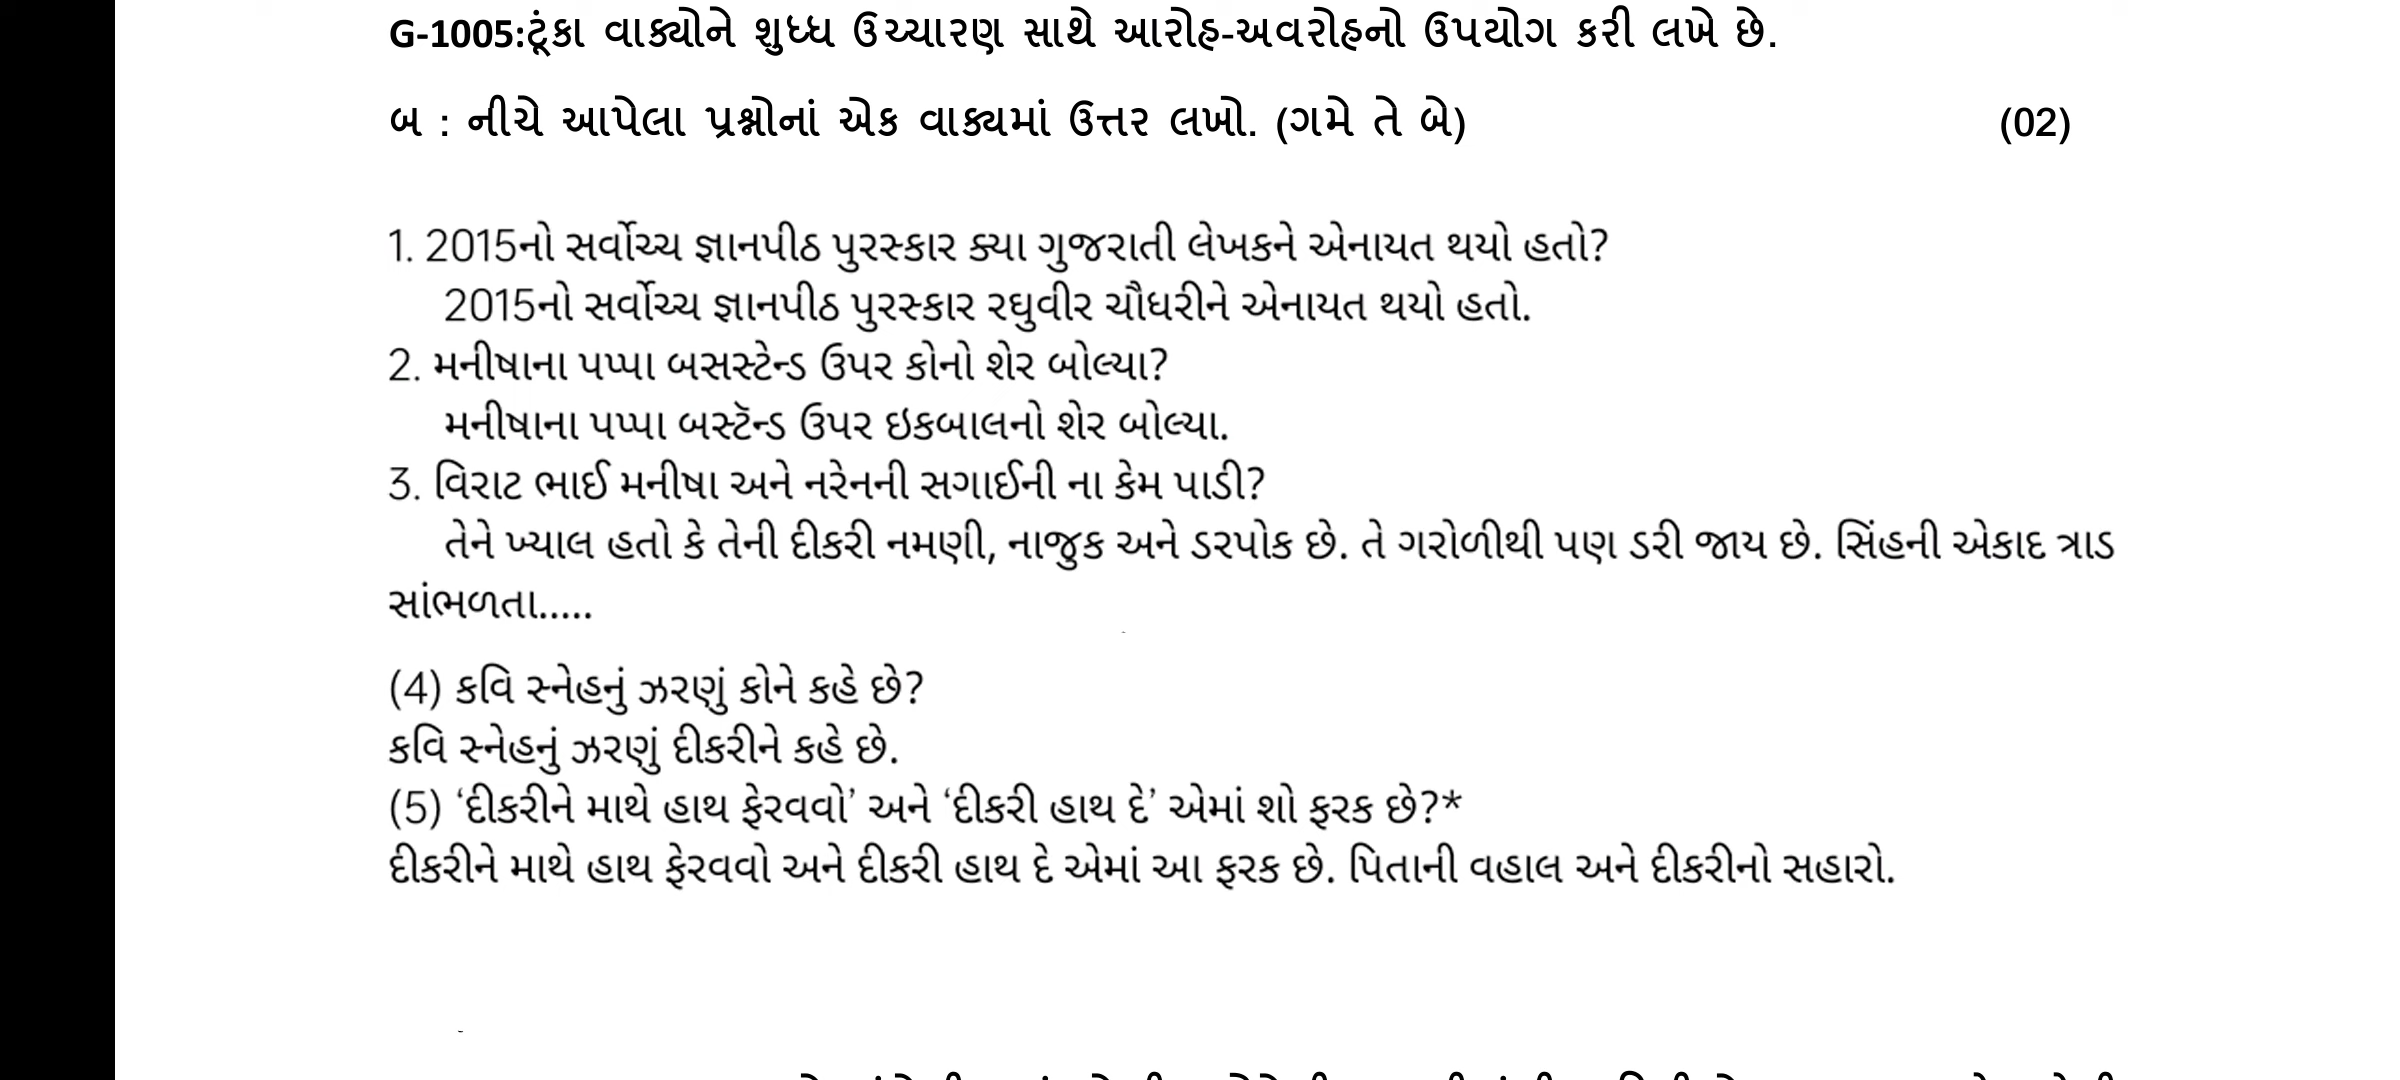 G-1005:ટૂંકા વાક્યોને શુધ્ધ ઉચ્ચારણ સાથે આરોહ-અવરોહનો ઉપયોગ કરી લખે છે.
બ : નીચે આપેલા પ્રશ્નોનાં એક વાક્યમાં ઉત્તર લખો. (ગમે તે બે) (02)
1. 2015નો સર્વોચ્ચ જ્ઞાનપીઠ પુરસ્કાર ક્યા ગુજરાતી લેખકને એનાયત થયો હતો?
2015નો સર્વોચ્ચ જ્ઞાનપીઠ પુરસ્કાર રઘુવીર ચૌધરીને એનાયત થયો હતો.
2. મનીષાના પપ્પા બસસ્ટેન્ડ ઉપર કોનો શેર બોલ્યા?
મનીષાના પપ્પા બસ્ટૅન્ડ ઉપર ઇકબાલનો શેર બોલ્યા.
3. વિરાટ ભાઈ મનીષા અને નરેનની સગાઈની ના કેમ પાડી?
તેને ખ્યાલ હતો કે તેની દીકરી નમણી, નાજુક અને ડરપોક છે. તે ગરોળીથી પણ ડરી જાય છે. સિંહની એકાદ ત્રાડ
સાંભળતા.....
(4) કવિ સ્નેહનું ઝરણું કોને કહે છે?
કવિ સ્નેહનું ઝરણું દીકરીને કહે છે.
(5) ‘દીકરીને માથે હાથ ફેરવવો’ અને ‘દીકરી હાથ દે’ એમાં શો ફરક છે?*
દીકરીને માથે હાથ ફેરવવો અને દીકરી હાથ દે એમાં આ ફરક છે. પિતાની વહાલ અને દીકરીનો સહારો.